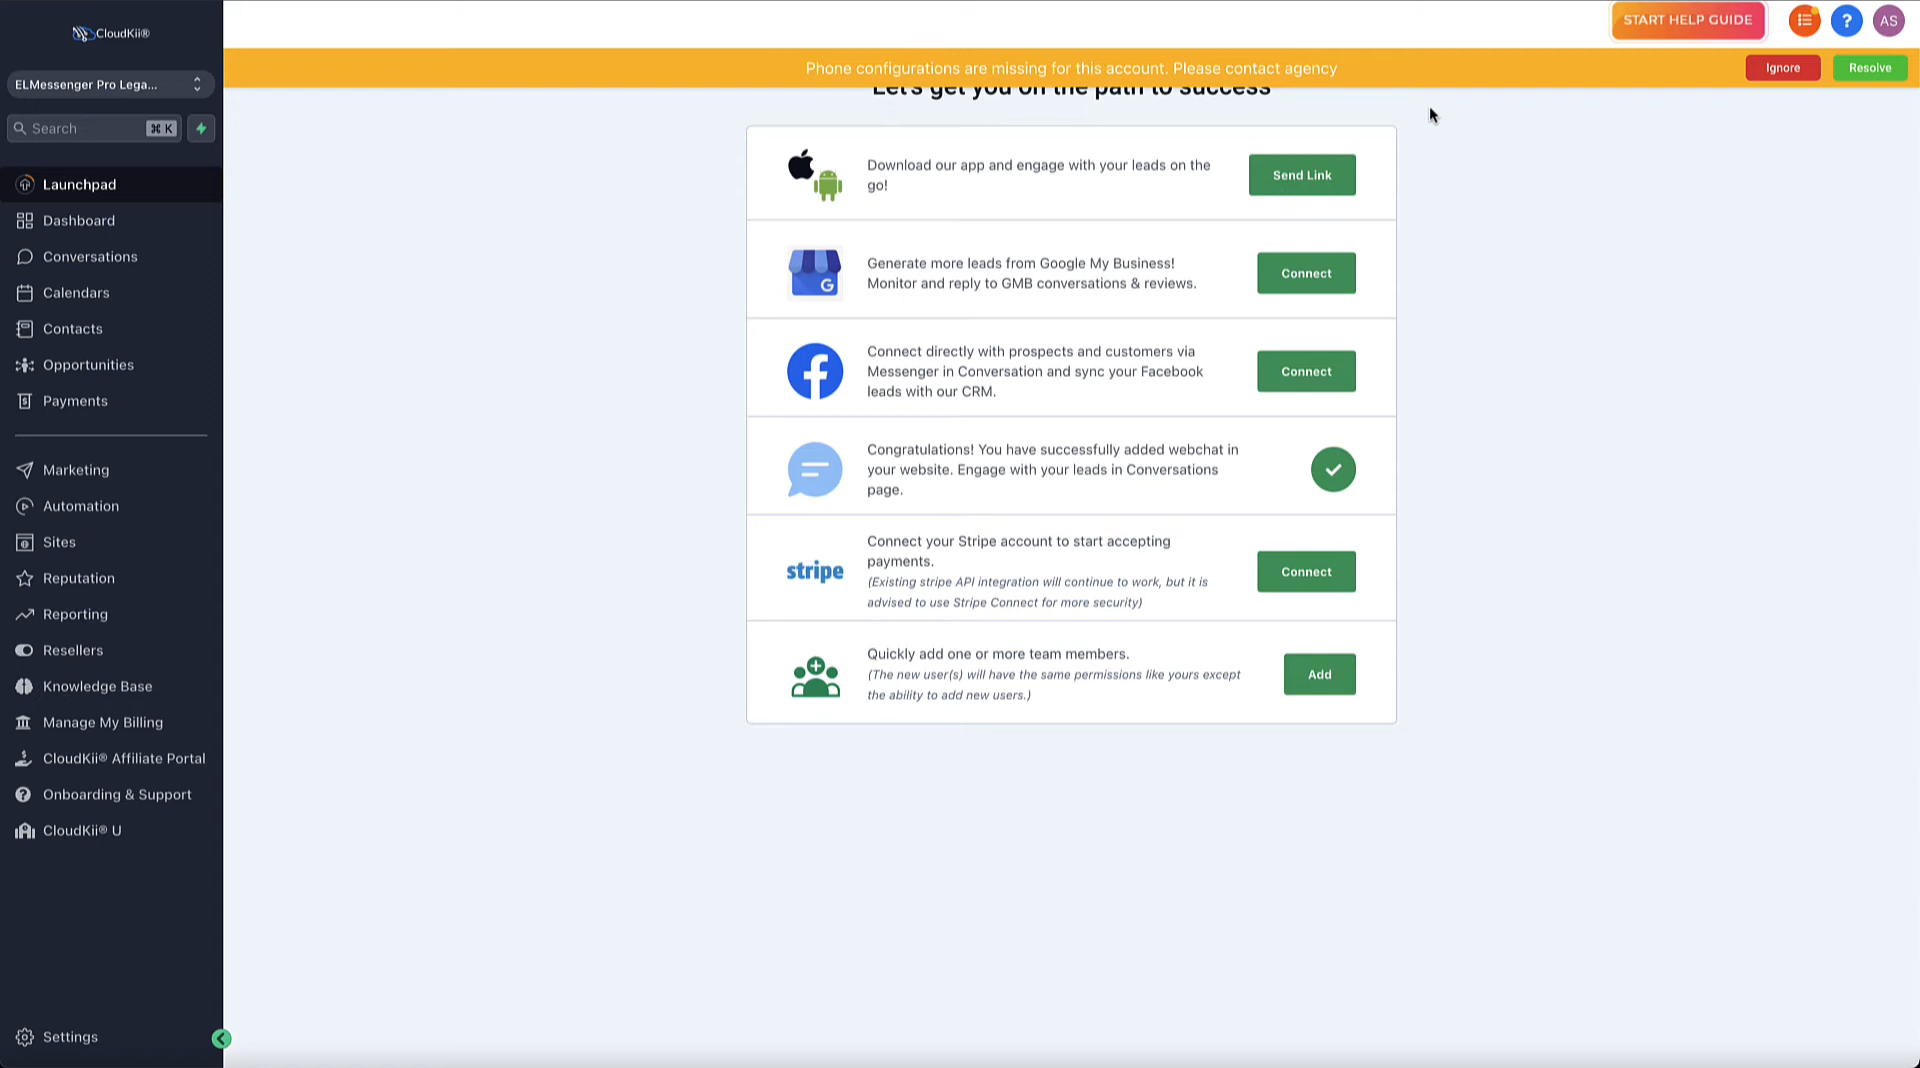 CloudKii®
ELMessenger Pro Lega...
Search
⌘ K
Launchpad
Dashboard
Conversations
Calendars
Contacts
Opportunities
Payments
Marketing
Automation
Sites
Reputation
Reporting
Resellers
Knowledge Base
Manage My Billing
CloudKii® Affiliate Portal
Onboarding & Support
CloudKii® U
Settings
START HELP GUIDE
?
AS
Phone configurations are missing for this account. Please contact agency
Ignore
Resolve
Let's get you on the path to success
Download our app and engage with your leads on the
go!
Send Link
G
Generate more leads from Google My Business!
Monitor and reply to GMB conversations & reviews.
Connect
Connect directly with prospects and customers via
Messenger in Conversation and sync your Facebook
leads with our CRM.
Connect
Congratulations! You have successfully added webchat in
your website. Engage with your leads in Conversations
page.
stripe
Connect your Stripe account to start accepting
payments.
(Existing stripe API integration will continue to work, but it is
advised to use Stripe Connect for more security)
Connect
Quickly add one or more team members.
(The new user(s) will have the same permissions like yours except
the ability to add new users.)
Add